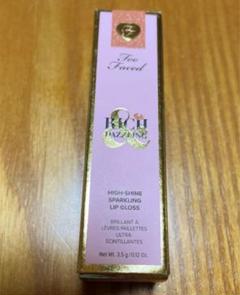 Too Faced
RICH
&
DAZZLING
HIGH-SHINE
SPARKLING
LIP GLOSS
BRILLANT À
LÈVRES PAILLETTES
ULTRA
SCINTILLANTES
Net Wt. 3.5 g/0.12 OZ.